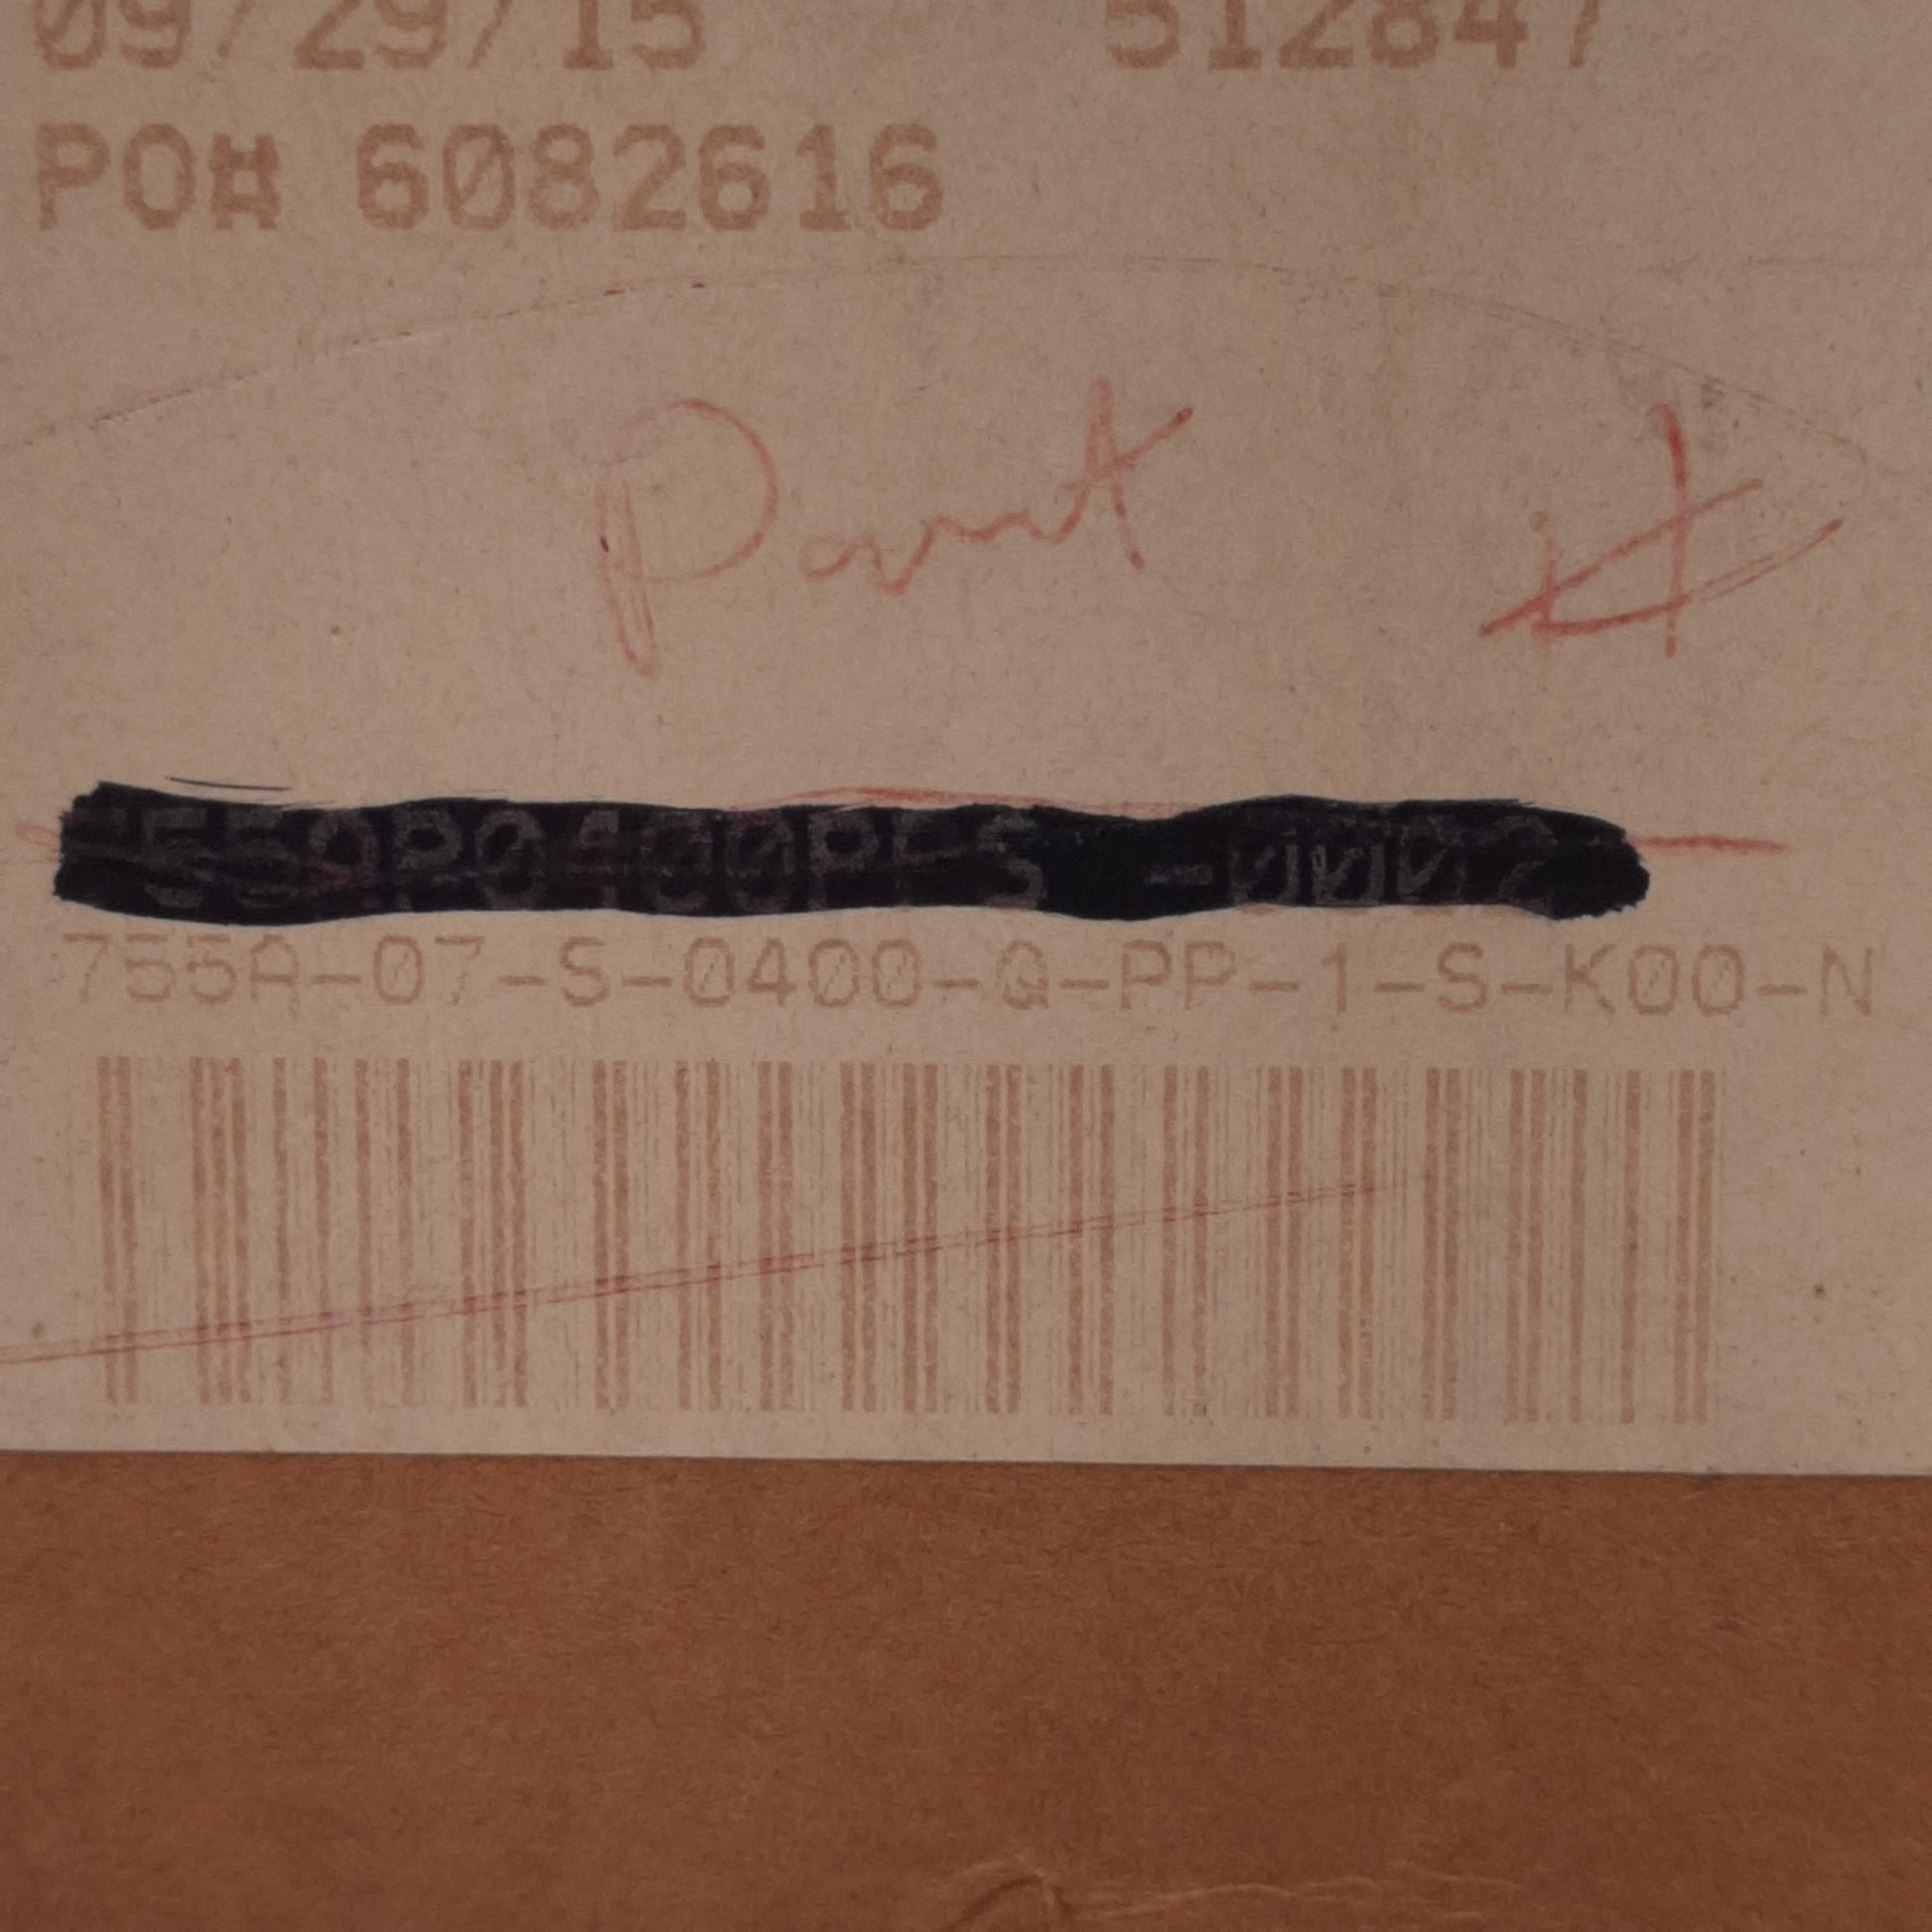 09/29/15 512847
PO# 6082616
Part #
755A-07-S-0400-Q-PP-1-S-K00-N